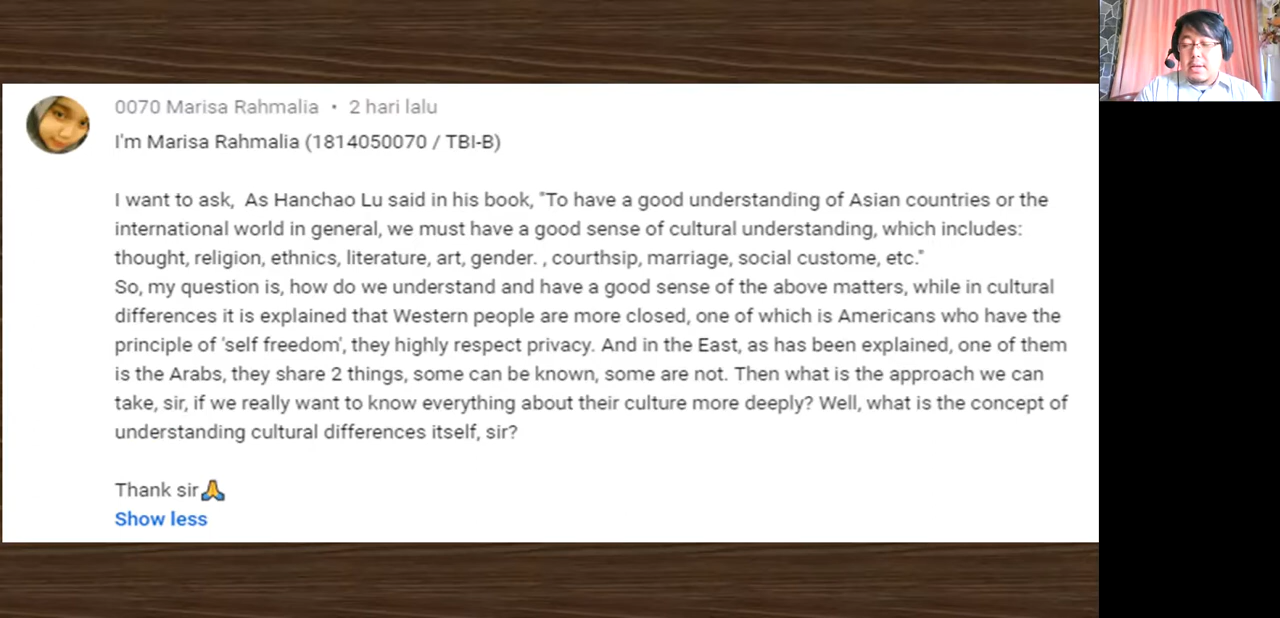 0070 Marisa Rahmalia • 2 hari lalu
I'm Marisa Rahmalia (1814050070 / TBI-B)
I want to ask, As Hanchao Lu said in his book, "To have a good understanding of Asian countries or the
international world in general, we must have a good sense of cultural understanding, which includes:
thought, religion, ethnics, literature, art, gender. , courthsip, marriage, social custome, etc."
So, my question is, how do we understand and have a good sense of the above matters, while in cultural
differences it is explained that Western people are more closed, one of which is Americans who have the
principle of 'self freedom', they highly respect privacy. And in the East, as has been explained, one of them
is the Arabs, they share 2 things, some can be known, some are not. Then what is the approach we can
take, sir, if we really want to know everything about their culture more deeply? Well, what is the concept of
understanding cultural differences itself, sir?
Thank sir🙏
Show less